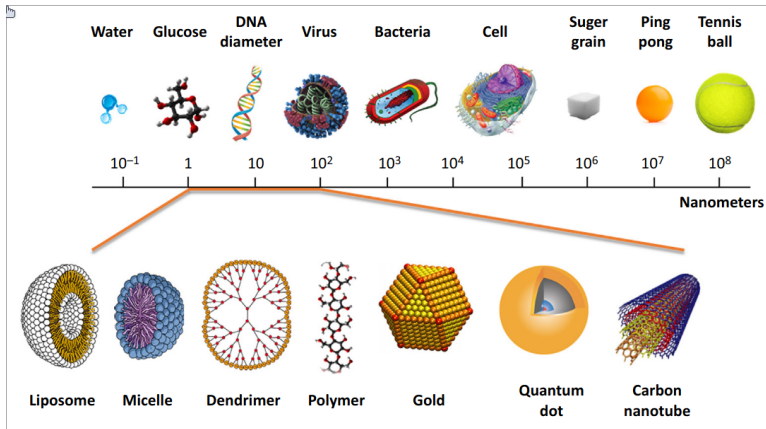 Water Glucose DNA diameter Virus Bacteria Cell Suger grain Ping pong Tennis ball
10⁻¹ 1 10 10² 10³ 10⁴ 10⁵ 10⁶ 10⁷ 10⁸
Nanometers
Liposome Micelle Dendrimer Polymer Gold Quantum dot Carbon nanotube